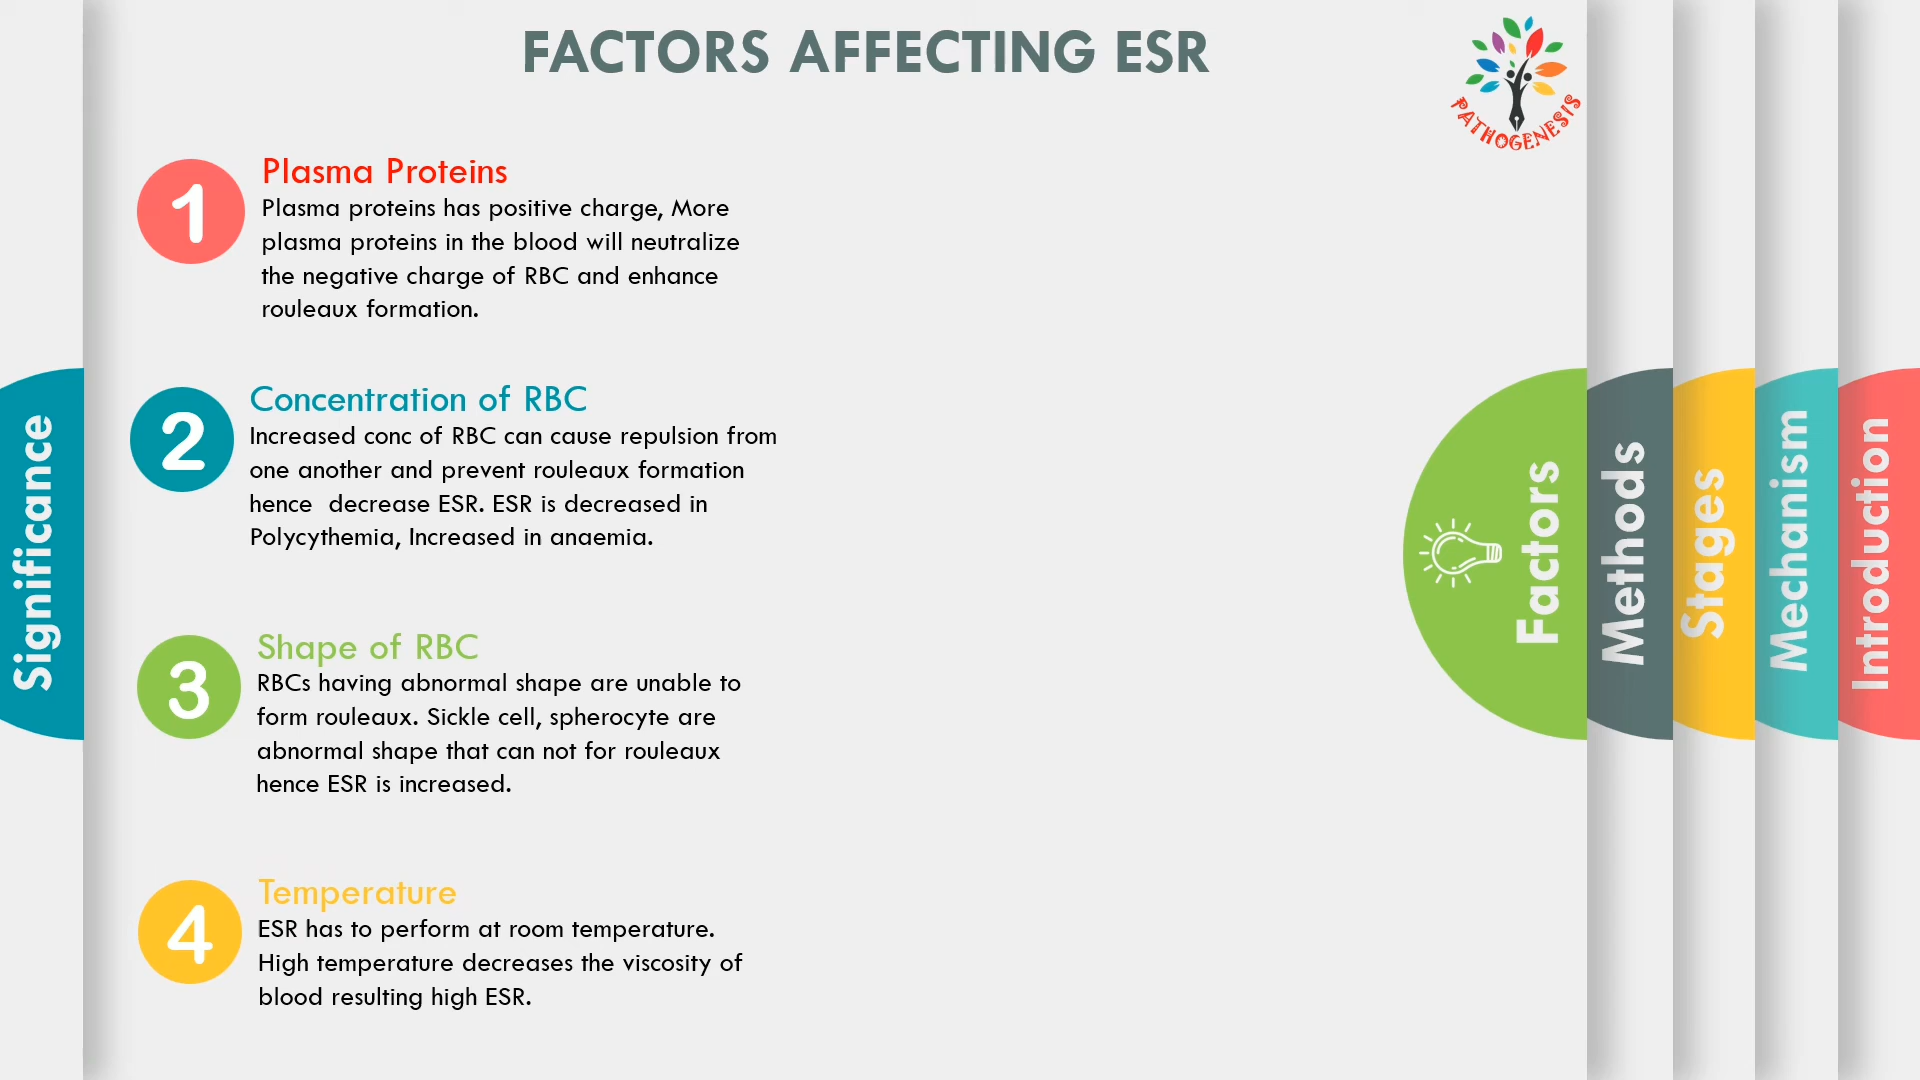 FACTORS AFFECTING ESR
PATHOGENESIS
1
Plasma Proteins
Plasma proteins has positive charge, More
plasma proteins in the blood will neutralize
the negative charge of RBC and enhance
rouleaux formation.
2
Concentration of RBC
Increased conc of RBC can cause repulsion from
one another and prevent rouleaux formation
hence  decrease ESR. ESR is decreased in
Polycythemia, Increased in anaemia.
3
Shape of RBC
RBCs having abnormal shape are unable to
form rouleaux. Sickle cell, spherocyte are
abnormal shape that can not for rouleaux
hence ESR is increased.
4
Temperature
ESR has to perform at room temperature.
High temperature decreases the viscosity of
blood resulting high ESR.
Significance
Factors
Methods
Stages
Mechanism
Introduction